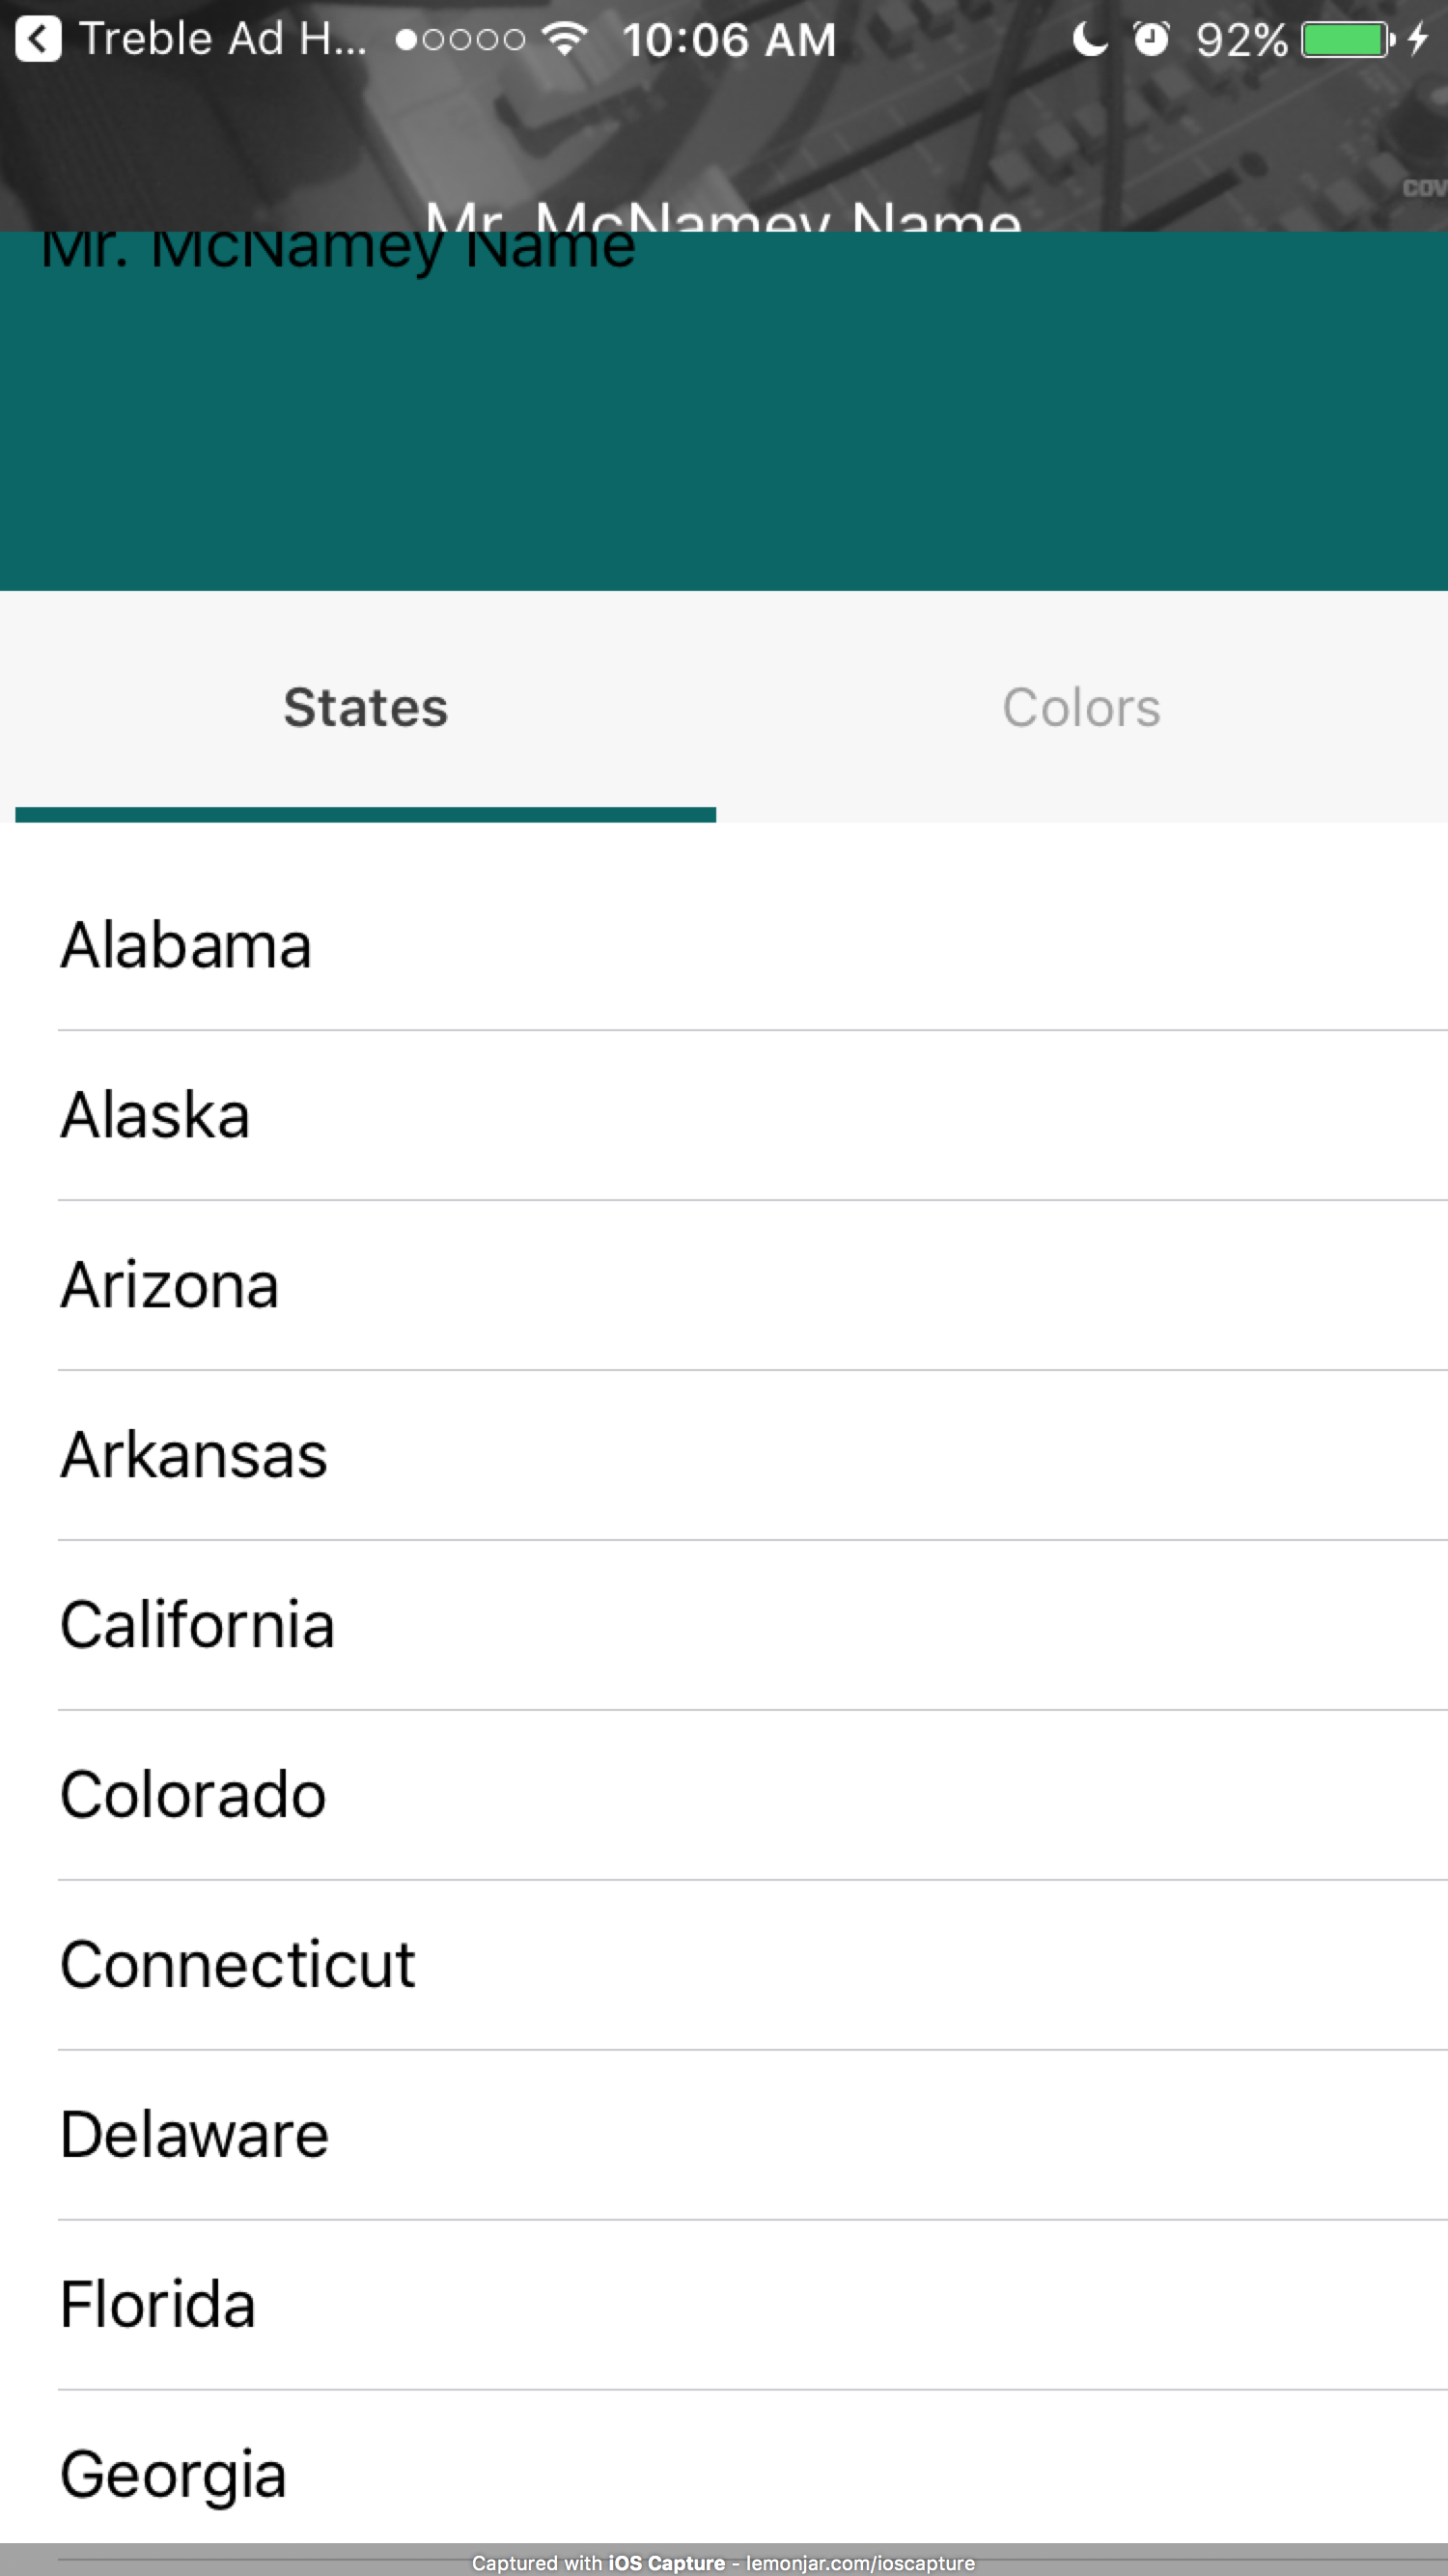 Treble Ad H... 10:06 AM 92%
COV
Mr. McNamey Name
Mr. McNamey Name
States Colors
Alabama
Alaska
Arizona
Arkansas
California
Colorado
Connecticut
Delaware
Florida
Georgia
Captured with iOS Capture - lemonjar.com/ioscapture